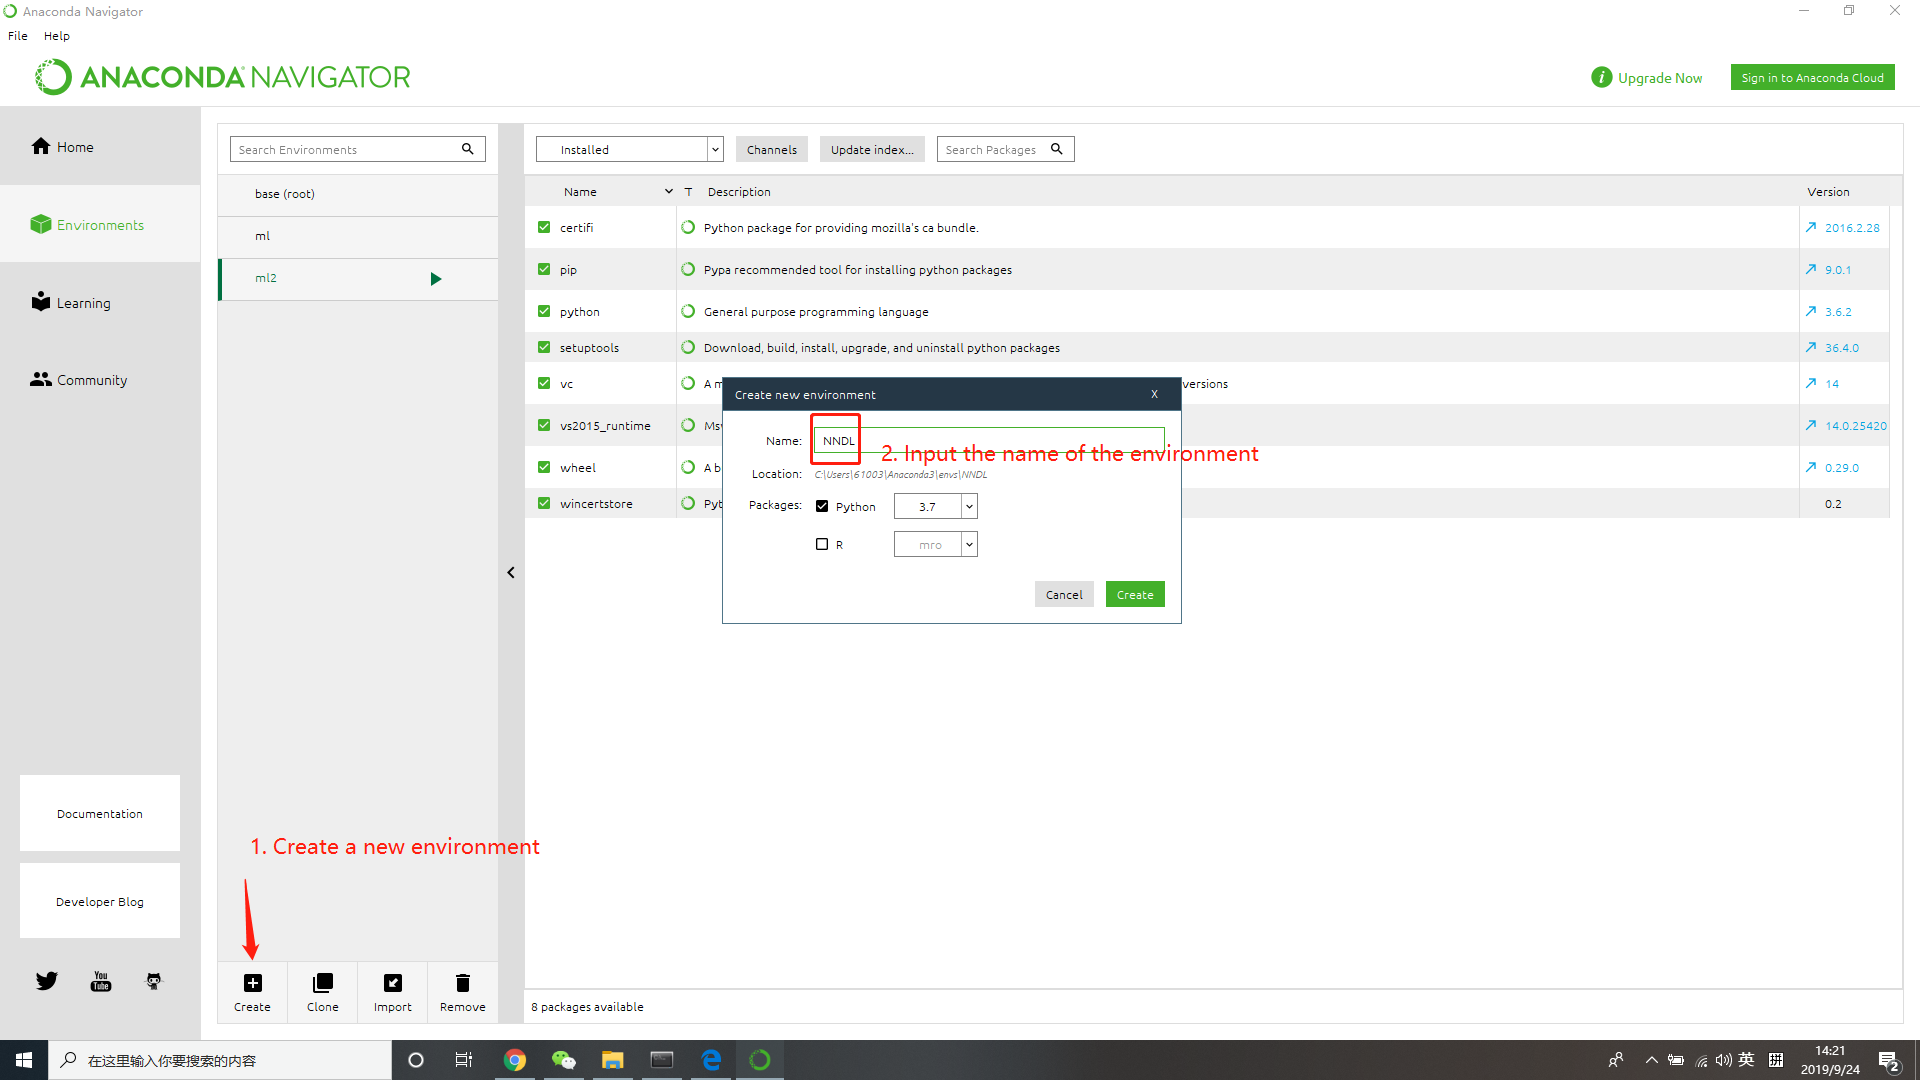 Anaconda Navigator
File Help
ANACONDA NAVIGATOR
Upgrade Now
Sign in to Anaconda Cloud
Home
Environments
Learning
Community
Documentation
Developer Blog
You
Tube
Search Environments
base (root)
ml
ml2
1. Create a new environment
Create Clone Import Remove
Installed Channels Update index... Search Packages
Name T Description Version
certifi Python package for providing mozilla's ca bundle. 2016.2.28
pip Pypa recommended tool for installing python packages 9.0.1
python General purpose programming language 3.6.2
setuptools Download, build, install, upgrade, and uninstall python packages 36.4.0
vc A m versions 14
vs2015_runtime Msv 14.0.25420
wheel A b 0.29.0
wincertstore Pyt 0.2
Create new environment X
Name: NNDL
2. Input the name of the environment
Location: C:\Users\61003\Anaconda3\envs\NNDL
Packages: Python 3.7
R mro
Cancel Create
8 packages available
在这里输入你要搜索的内容
英 拼
14:21
2019/9/24
2